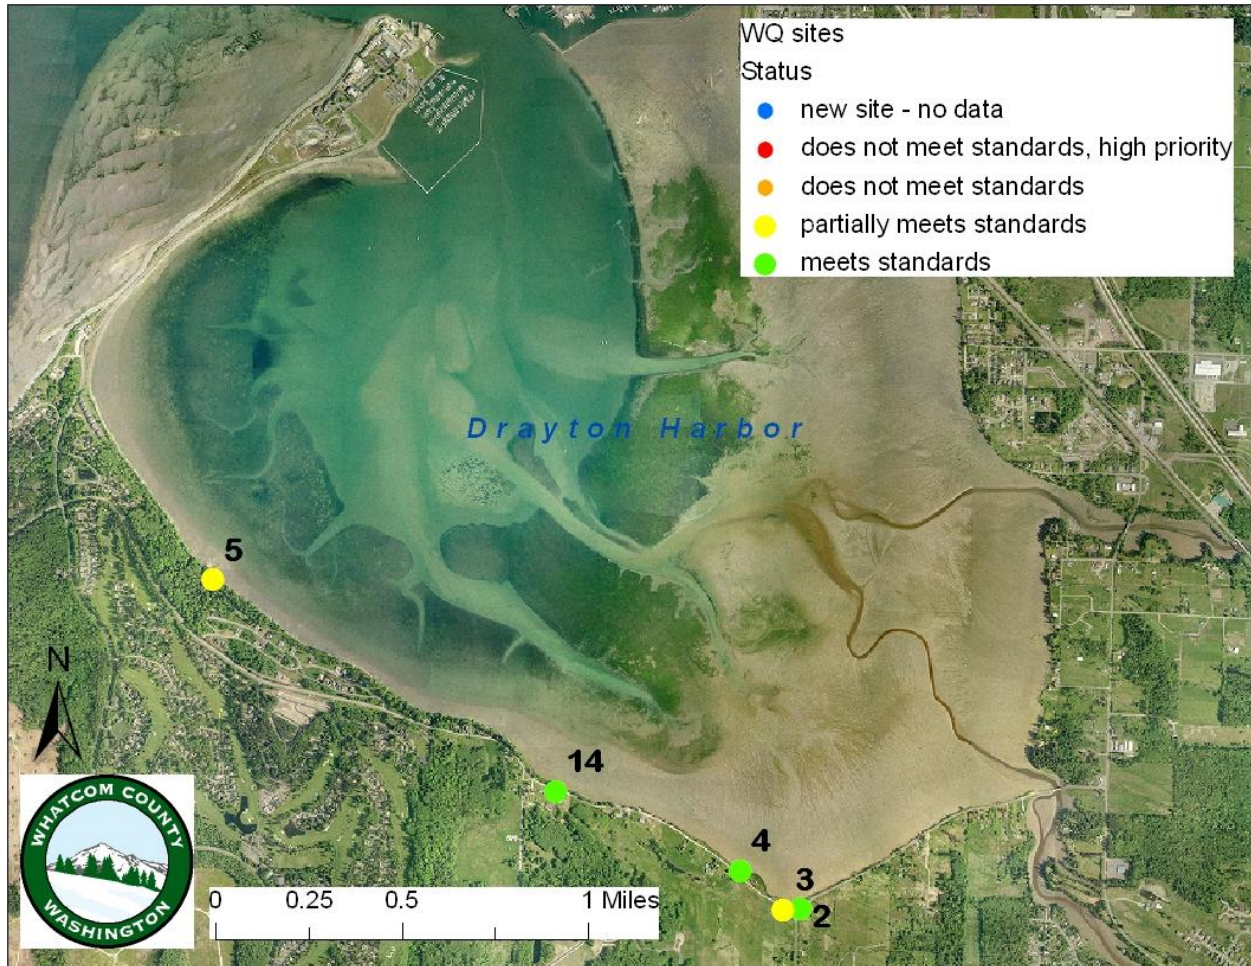 WQ sites
Status
new site - no data
does not meet standards, high priority
does not meet standards
partially meets standards
meets standards
Drayton Harbor
5
N
14
4
3
2
WHATCOM COUNTY
WASHINGTON
0 0.25 0.5 1 Miles